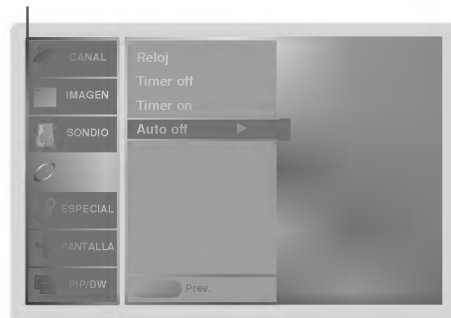 CANAL
IMAGEN
SONDIO
ESPECIAL
PANTALLA
PIP/DW
Reloj
Timer off
Timer on
Auto off
Prev.